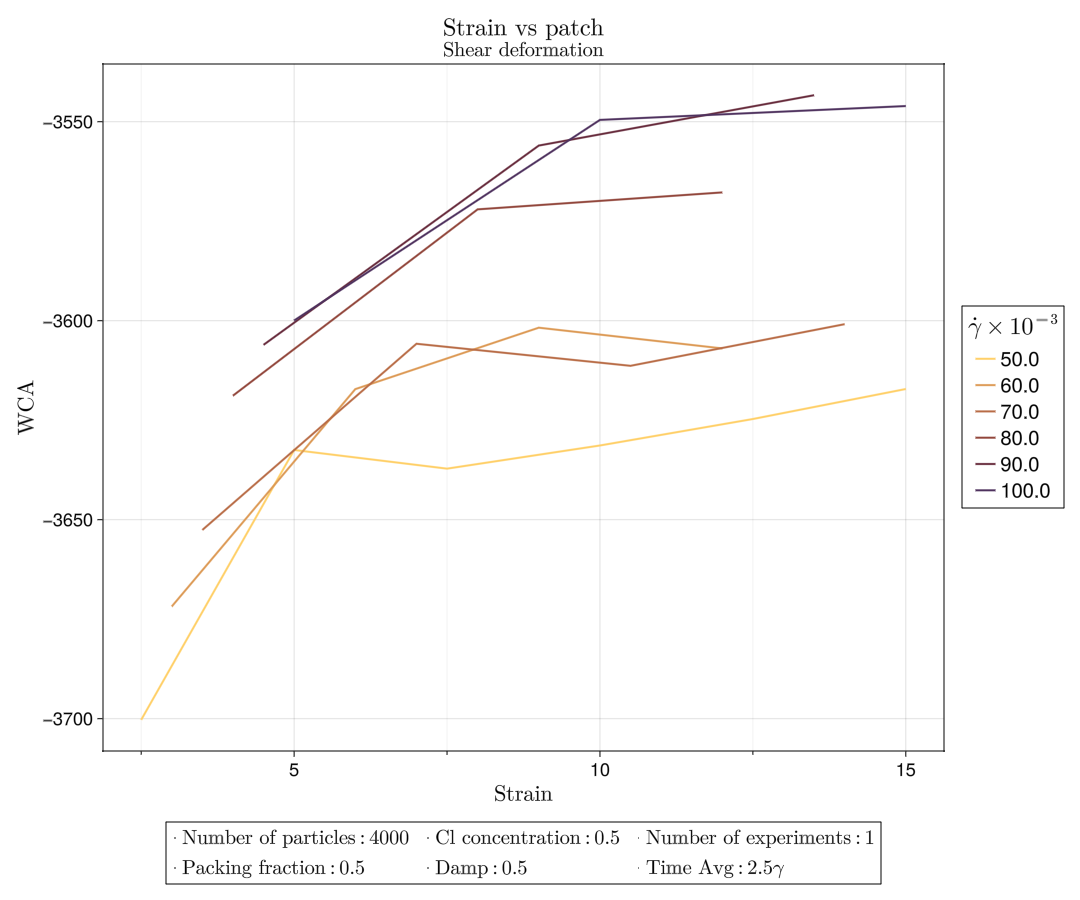 Strain vs patch
Shear deformation
−3550
−3600
−3650
−3700
WCA
5 10 15
Strain
γ̇ × 10⁻³
50.0
60.0
70.0
80.0
90.0
100.0
· Number of particles : 4000 · Cl concentration : 0.5 · Number of experiments : 1
· Packing fraction : 0.5 · Damp : 0.5 · Time Avg : 2.5γ